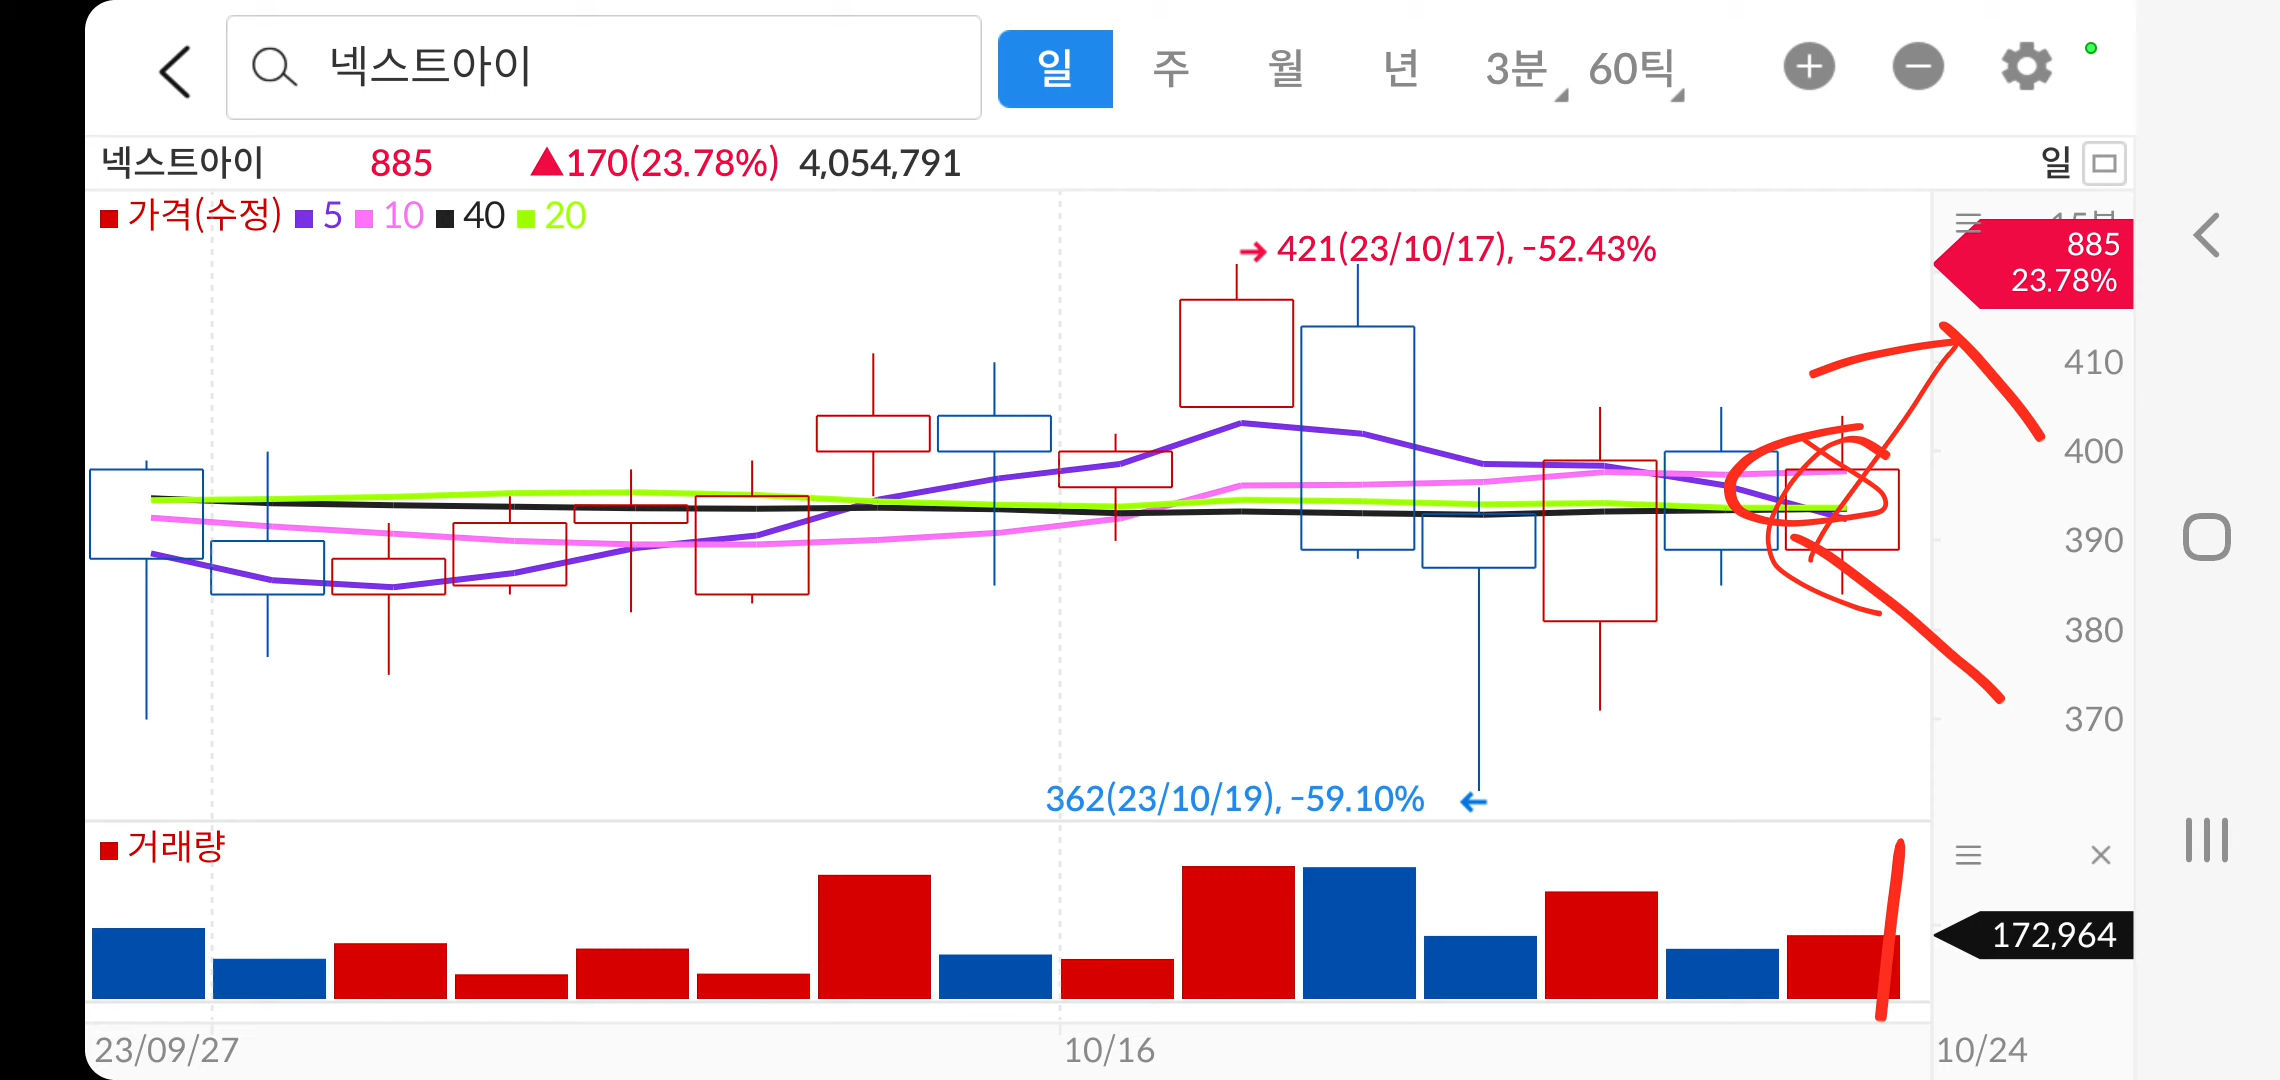 넥스트아이 일 주 월 년 3분 60틱
넥스트아이 885 ▲170(23.78%) 4,054,791 일
가격(수정) 5 10 40 20
885
23.78%
421(23/10/17), -52.43%
410
400
390
380
370
362(23/10/19), -59.10%
거래량
172,964
23/09/27 10/16 10/24